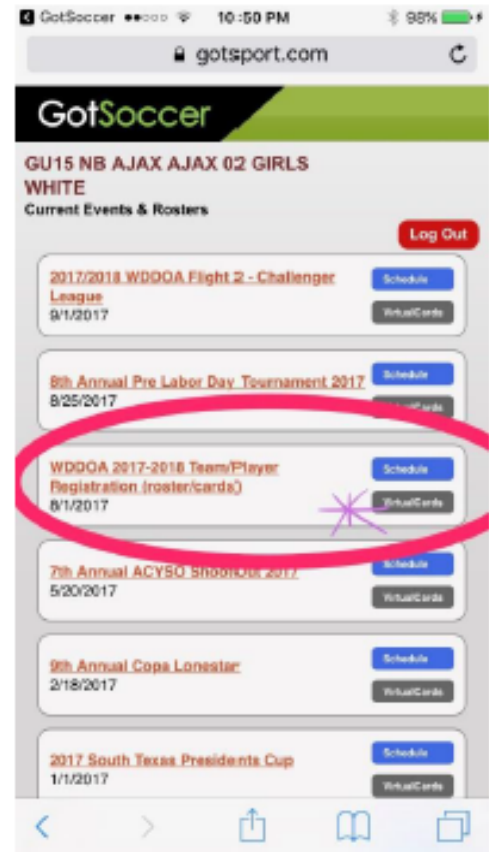 GotSoccer 10:50 PM 98%
gotsport.com
GotSoccer
GU15 NB AJAX AJAX 02 GIRLS
WHITE
Current Events & Rosters
Log Out
2017/2018 WDDOA Flight 2 - Challenger
League
9/1/2017
Schedule
VirtualCards
8th Annual Pre Labor Day Tournament 2017
8/25/2017
Schedule
VirtualCards
WDDOA 2017-2018 Team/Player
Registration (roster/cards)
8/1/2017
Schedule
VirtualCards
7th Annual ACYSO ShootOut 2017
5/20/2017
Schedule
VirtualCards
9th Annual Copa Lonestar
2/18/2017
Schedule
VirtualCards
2017 South Texas Presidents Cup
1/1/2017
Schedule
VirtualCards